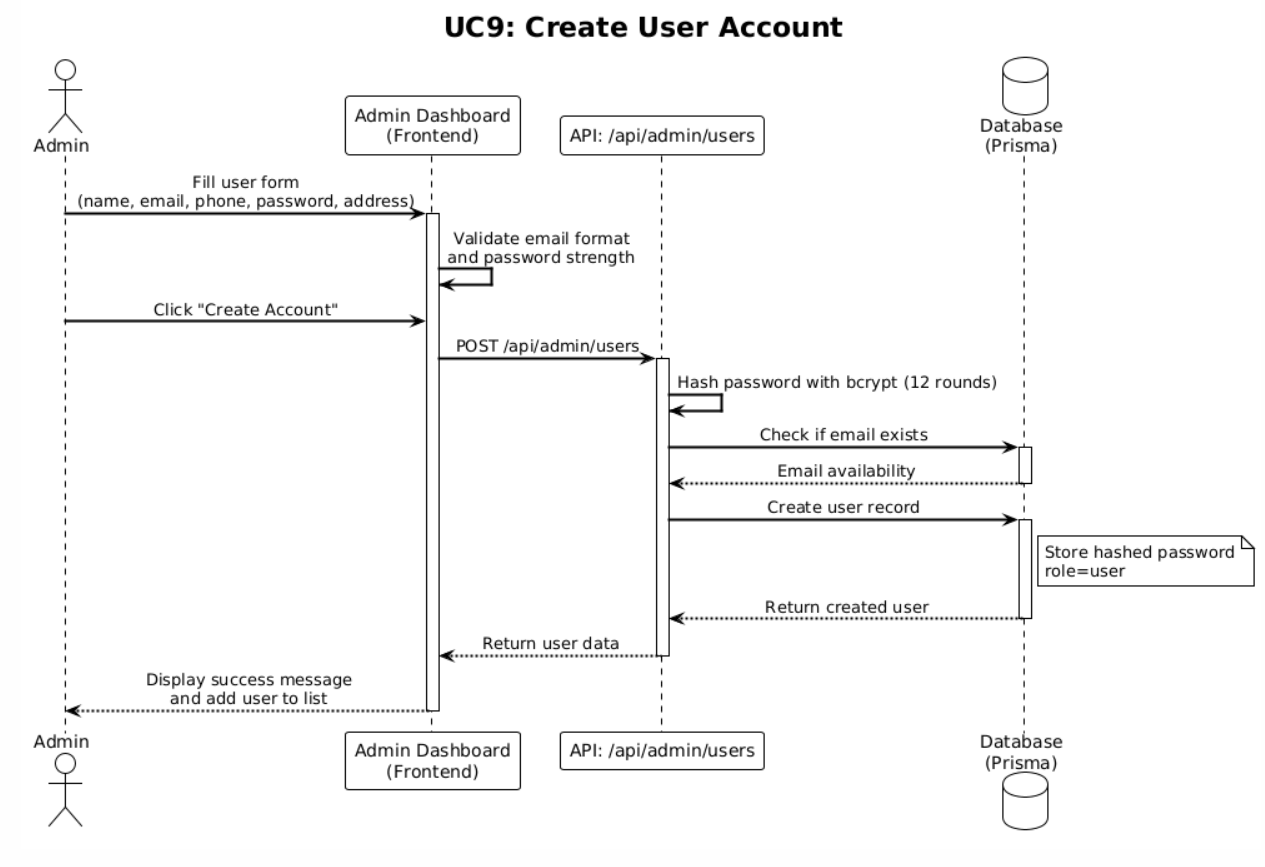 UC9: Create User Account
Admin
Admin Dashboard
(Frontend)
API: /api/admin/users
Database
(Prisma)
Fill user form
(name, email, phone, password, address)
Validate email format
and password strength
Click "Create Account"
POST /api/admin/users
Hash password with bcrypt (12 rounds)
Check if email exists
Email availability
Create user record
Store hashed password
role=user
Return created user
Return user data
Display success message
and add user to list
Admin
Admin Dashboard
(Frontend)
API: /api/admin/users
Database
(Prisma)